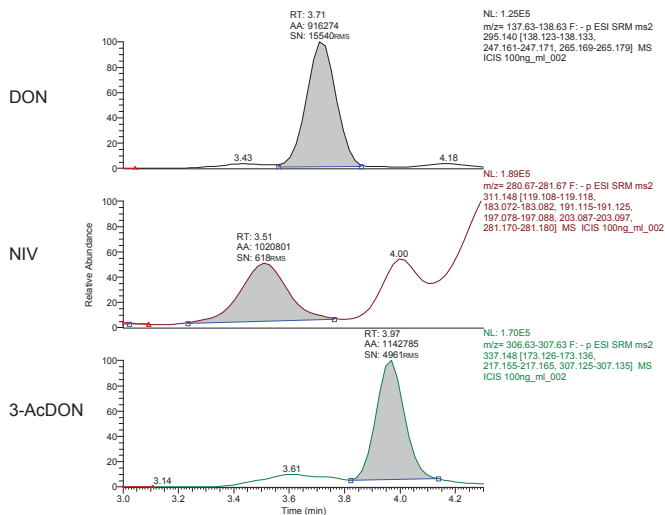 RT: 3.71
AA: 916274
SN: 15540RMS
NL: 1.25E5
m/z= 137.63-138.63 F: - p ESI SRM ms2
295.140 [138.123-138.133,
247.161-247.171, 265.169-265.179] MS
ICIS 100ng_ml_002
DON
100
80
60
40
20
0
3.43
4.18
NL: 1.89E5
m/z= 280.67-281.67 F: - p ESI SRM ms2
311.148 [119.108-119.118,
183.072-183.082, 191.115-191.125,
197.078-197.088, 203.087-203.097,
281.170-281.180] MS ICIS 100ng_ml_002
NIV
Relative Abundance
100
80
60
40
20
0
RT: 3.51
AA: 1020801
SN: 618RMS
4.00
RT: 3.97
AA: 1142785
SN: 4961RMS
NL: 1.70E5
m/z= 306.63-307.63 F: - p ESI SRM ms2
337.148 [173.126-173.136,
217.155-217.165, 307.125-307.135] MS
ICIS 100ng_ml_002
3-AcDON
100
80
60
40
20
0
3.14
3.61
3.0 3.2 3.4 3.6 3.8 4.0 4.2
Time (min)